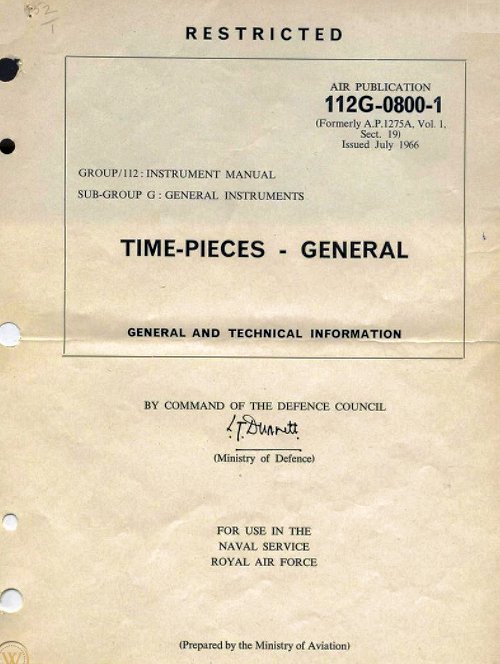 RESTRICTED
AIR PUBLICATION
112G-0800-1
(Formerly A.P.1275A, Vol. 1,
Sect. 19)
Issued July 1966
GROUP/112: INSTRUMENT MANUAL
SUB-GROUP G: GENERAL INSTRUMENTS
TIME-PIECES - GENERAL
GENERAL AND TECHNICAL INFORMATION
BY COMMAND OF THE DEFENCE COUNCIL
L.T. Dunnett
(Ministry of Defence)
FOR USE IN THE
NAVAL SERVICE
ROYAL AIR FORCE
(Prepared by the Ministry of Aviation)